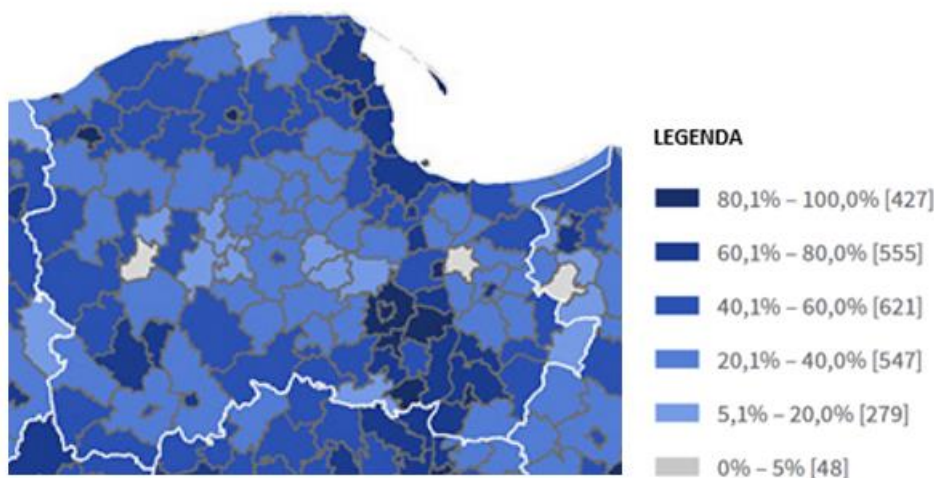 LEGENDA
80,1% – 100,0% [427]
60,1% – 80,0% [555]
40,1% – 60,0% [621]
20,1% – 40,0% [547]
5,1% – 20,0% [279]
0% – 5% [48]